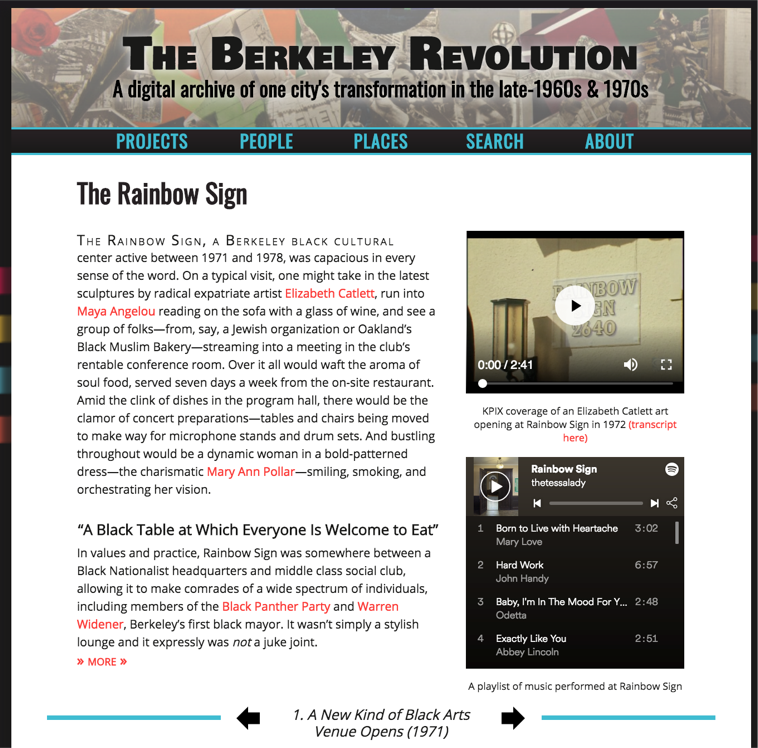 THE BERKELEY REVOLUTION
A digital archive of one city's transformation in the late-1960s & 1970s
PROJECTS PEOPLE PLACES SEARCH ABOUT
The Rainbow Sign
THE RAINBOW SIGN, A BERKELEY BLACK CULTURAL
center active between 1971 and 1978, was capacious in every
sense of the word. On a typical visit, one might take in the latest
sculptures by radical expatriate artist Elizabeth Catlett, run into
Maya Angelou reading on the sofa with a glass of wine, and see a
group of folks—from, say, a Jewish organization or Oakland's
Black Muslim Bakery—streaming into a meeting in the club's
rentable conference room. Over it all would waft the aroma of
soul food, served seven days a week from the on-site restaurant.
Amid the clink of dishes in the program hall, there would be the
clamor of concert preparations—tables and chairs being moved
to make way for microphone stands and drum sets. And bustling
throughout would be a dynamic woman in a bold-patterned
dress—the charismatic Mary Ann Pollar—smiling, smoking, and
orchestrating her vision.
“A Black Table at Which Everyone Is Welcome to Eat”
In values and practice, Rainbow Sign was somewhere between a
Black Nationalist headquarters and middle class social club,
allowing it to make comrades of a wide spectrum of individuals,
including members of the Black Panther Party and Warren
Widener, Berkeley's first black mayor. It wasn't simply a stylish
lounge and it expressly was not a juke joint.
» MORE »
2640
0:00 / 2:41
KPIX coverage of an Elizabeth Catlett art
opening at Rainbow Sign in 1972 (transcript
here)
Rainbow Sign
thetessalady
1 Born to Live with Heartache 3:02
Mary Love
2 Hard Work 6:57
John Handy
3 Baby, I'm In The Mood For Y... 2:48
Odetta
4 Exactly Like You 2:51
Abbey Lincoln
A playlist of music performed at Rainbow Sign
1. A New Kind of Black Arts
Venue Opens (1971)